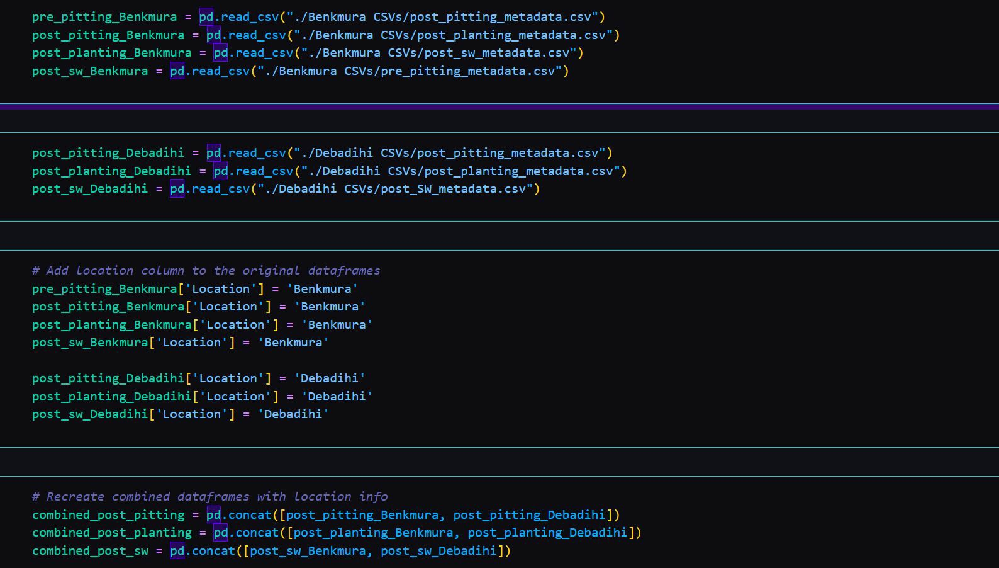 pre_pitting_Benkmura = pd.read_csv("./Benkmura CSVs/post_pitting_metadata.csv")
post_pitting_Benkmura = pd.read_csv("./Benkmura CSVs/post_planting_metadata.csv")
post_planting_Benkmura = pd.read_csv("./Benkmura CSVs/post_sw_metadata.csv")
post_sw_Benkmura = pd.read_csv("./Benkmura CSVs/pre_pitting_metadata.csv")
post_pitting_Debadihi = pd.read_csv("./Debadihi CSVs/post_pitting_metadata.csv")
post_planting_Debadihi = pd.read_csv("./Debadihi CSVs/post_planting_metadata.csv")
post_sw_Debadihi = pd.read_csv("./Debadihi CSVs/post_SW_metadata.csv")
# Add location column to the original dataframes
pre_pitting_Benkmura['Location'] = 'Benkmura'
post_pitting_Benkmura['Location'] = 'Benkmura'
post_planting_Benkmura['Location'] = 'Benkmura'
post_sw_Benkmura['Location'] = 'Benkmura'
post_pitting_Debadihi['Location'] = 'Debadihi'
post_planting_Debadihi['Location'] = 'Debadihi'
post_sw_Debadihi['Location'] = 'Debadihi'
# Recreate combined dataframes with location info
combined_post_pitting = pd.concat([post_pitting_Benkmura, post_pitting_Debadihi])
combined_post_planting = pd.concat([post_planting_Benkmura, post_planting_Debadihi])
combined_post_sw = pd.concat([post_sw_Benkmura, post_sw_Debadihi])